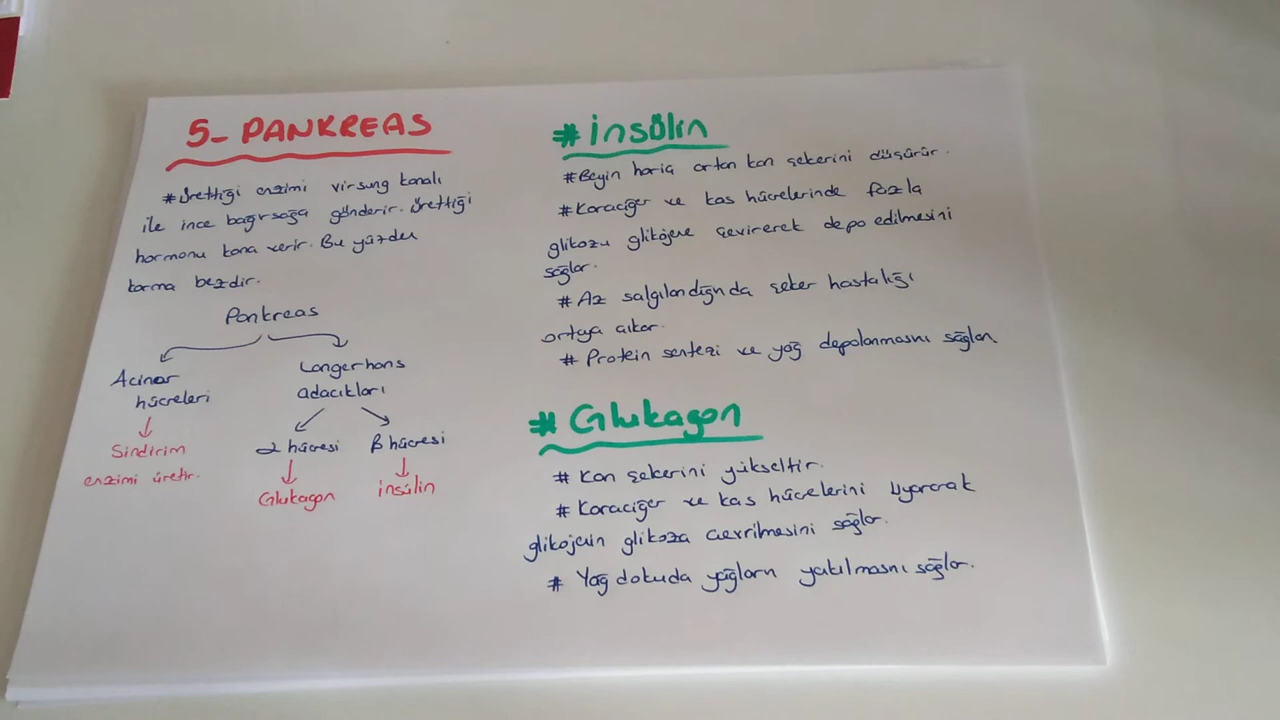 5- PANKREAS
# Ürettiği enzimi virsung kanalı
ile ince bağırsağa gönderir. Ürettiği
hormonu kana verir. Bu yüzden
karma bezdir.
Pankreas
Acinar
hücreleri
Langerhans
adacıkları
Sindirim
enzimi üretir.
α hücresi
β hücresi
Glukagon
insülin
# İnsülin
# Beyin hariç artan kan şekerini düşürür.
# Karaciğer ve kas hücrelerinde fazla
glikozu glikojene çevirerek depo edilmesini
sağlar.
# Az salgılandığında şeker hastalığı
ortaya çıkar.
# Protein sentezi ve yağ depolanmasını sağlar
# Glukagon
# Kan şekerini yükseltir.
# Karaciğer ve kas hücrelerini uyararak
glikojenin glikoza çevrilmesini sağlar.
# Yağ dokuda yağların yakılmasını sağlar.